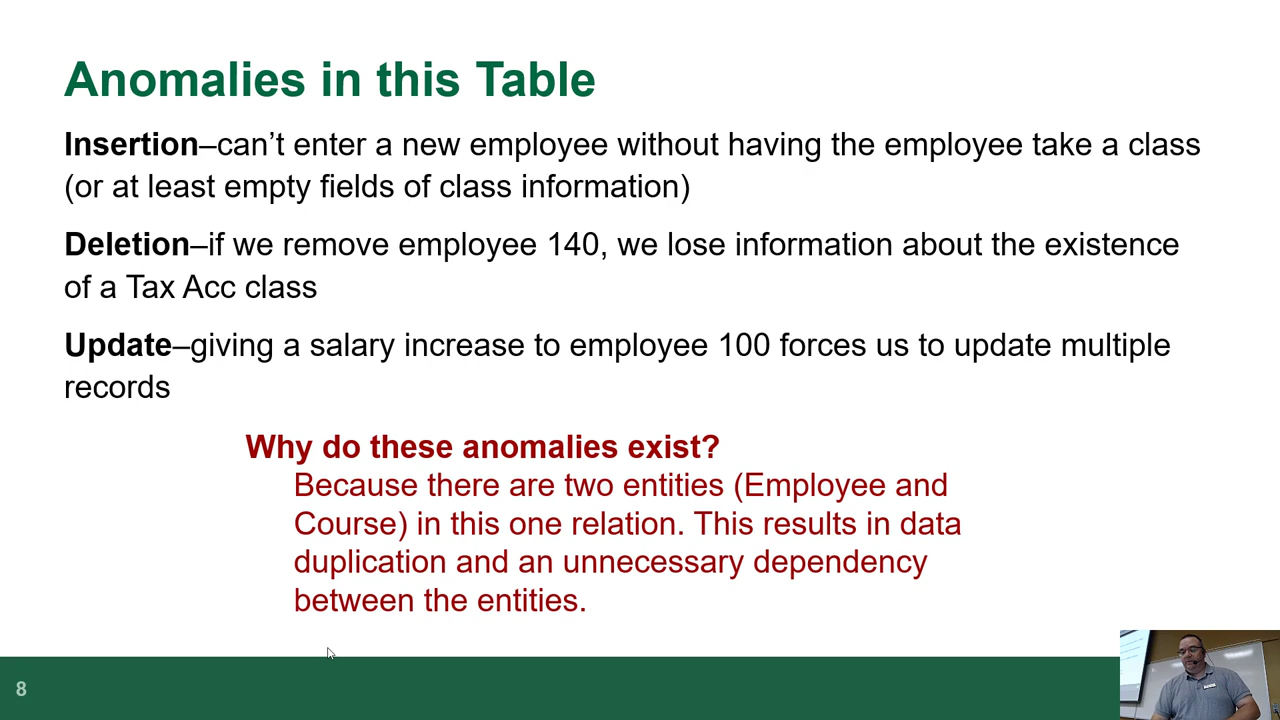 Anomalies in this Table
Insertion–can’t enter a new employee without having the employee take a class
(or at least empty fields of class information)
Deletion–if we remove employee 140, we lose information about the existence
of a Tax Acc class
Update–giving a salary increase to employee 100 forces us to update multiple
records
Why do these anomalies exist?
Because there are two entities (Employee and
Course) in this one relation. This results in data
duplication and an unnecessary dependency
between the entities.
8